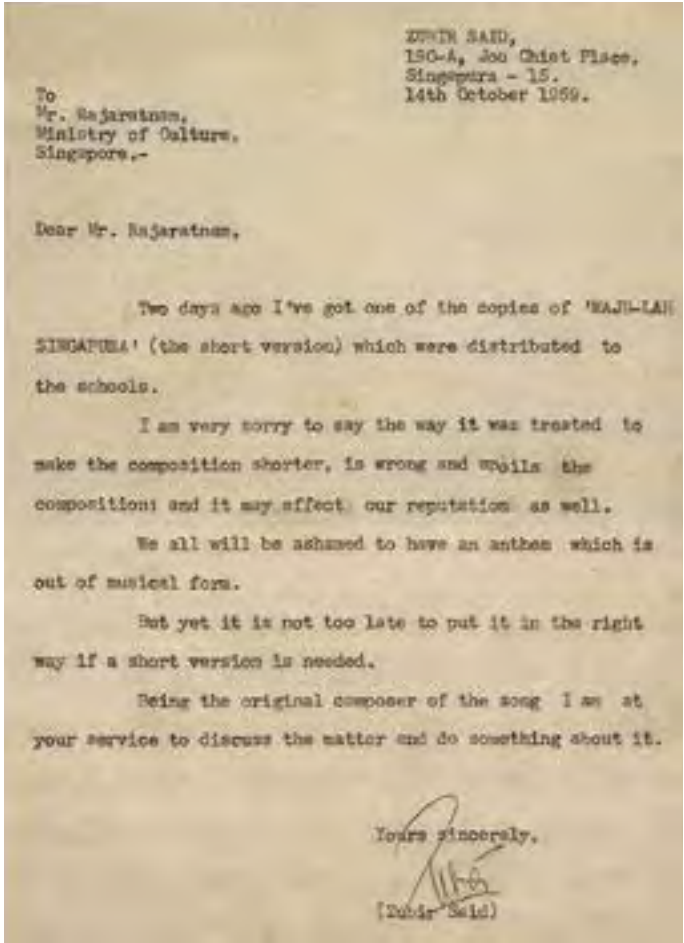 ZUBIR SAID,
190-A, Joo Chiat Place,
Singapura - 15.
14th October 1959.
To
Mr. Rajaratnam,
Ministry of Culture,
Singapore.-
Dear Mr. Rajaratnam,
Two days ago I've got one of the copies of 'MAJU-LAH
SINGAPURA' (the short version) which were distributed to
the schools.
I am very sorry to say the way it was treated to
make the composition shorter, is wrong and spoils the
composition; and it may effect our reputation as well.
We all will be ashamed to have an anthem which is
out of musical form.
But yet it is not too late to put it in the right
way if a short version is needed.
Being the original composer of the song I am at
your service to discuss the matter and do something about it.
Yours sincerely,
Zubir
(Zubir Said)